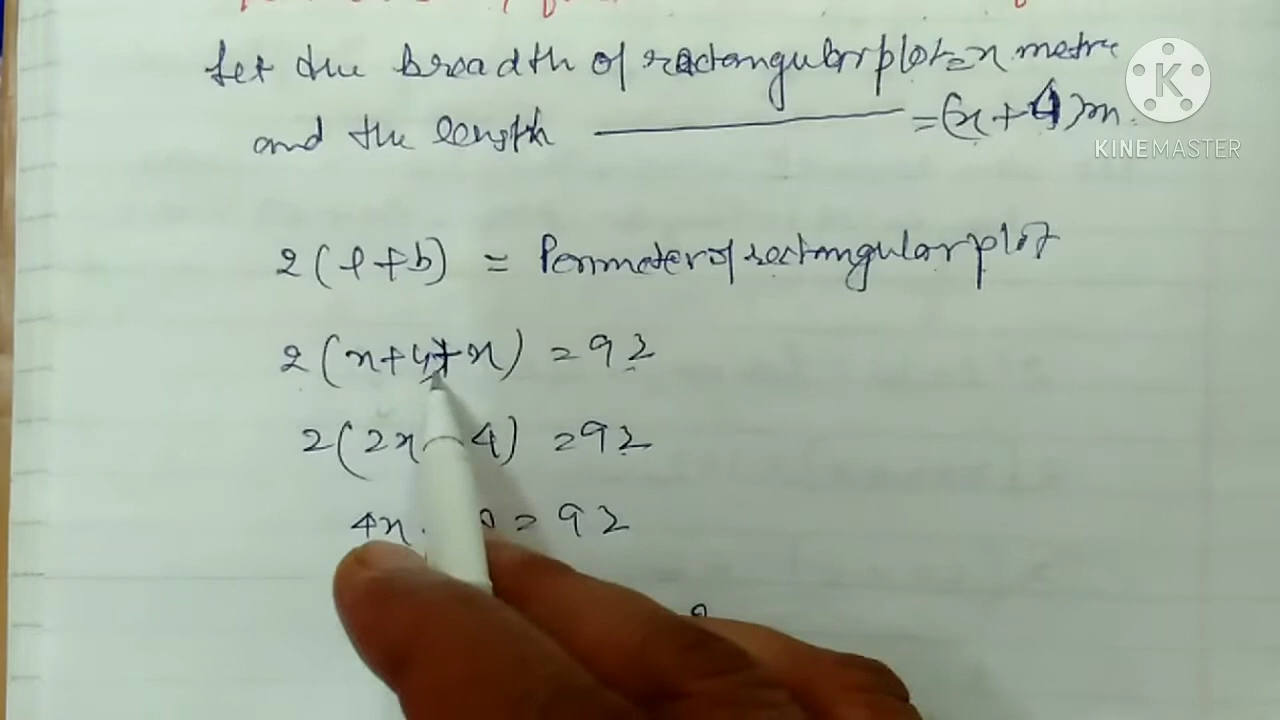 Let the breadth of rectangular plot = x metre
and the length = (x + 4) m.
K
KINEMASTER
2 (l + b) = Perimeter of rectangular plot
2 (x + 4 + x) = 92
2 (2x 4) = 92
4x = 92